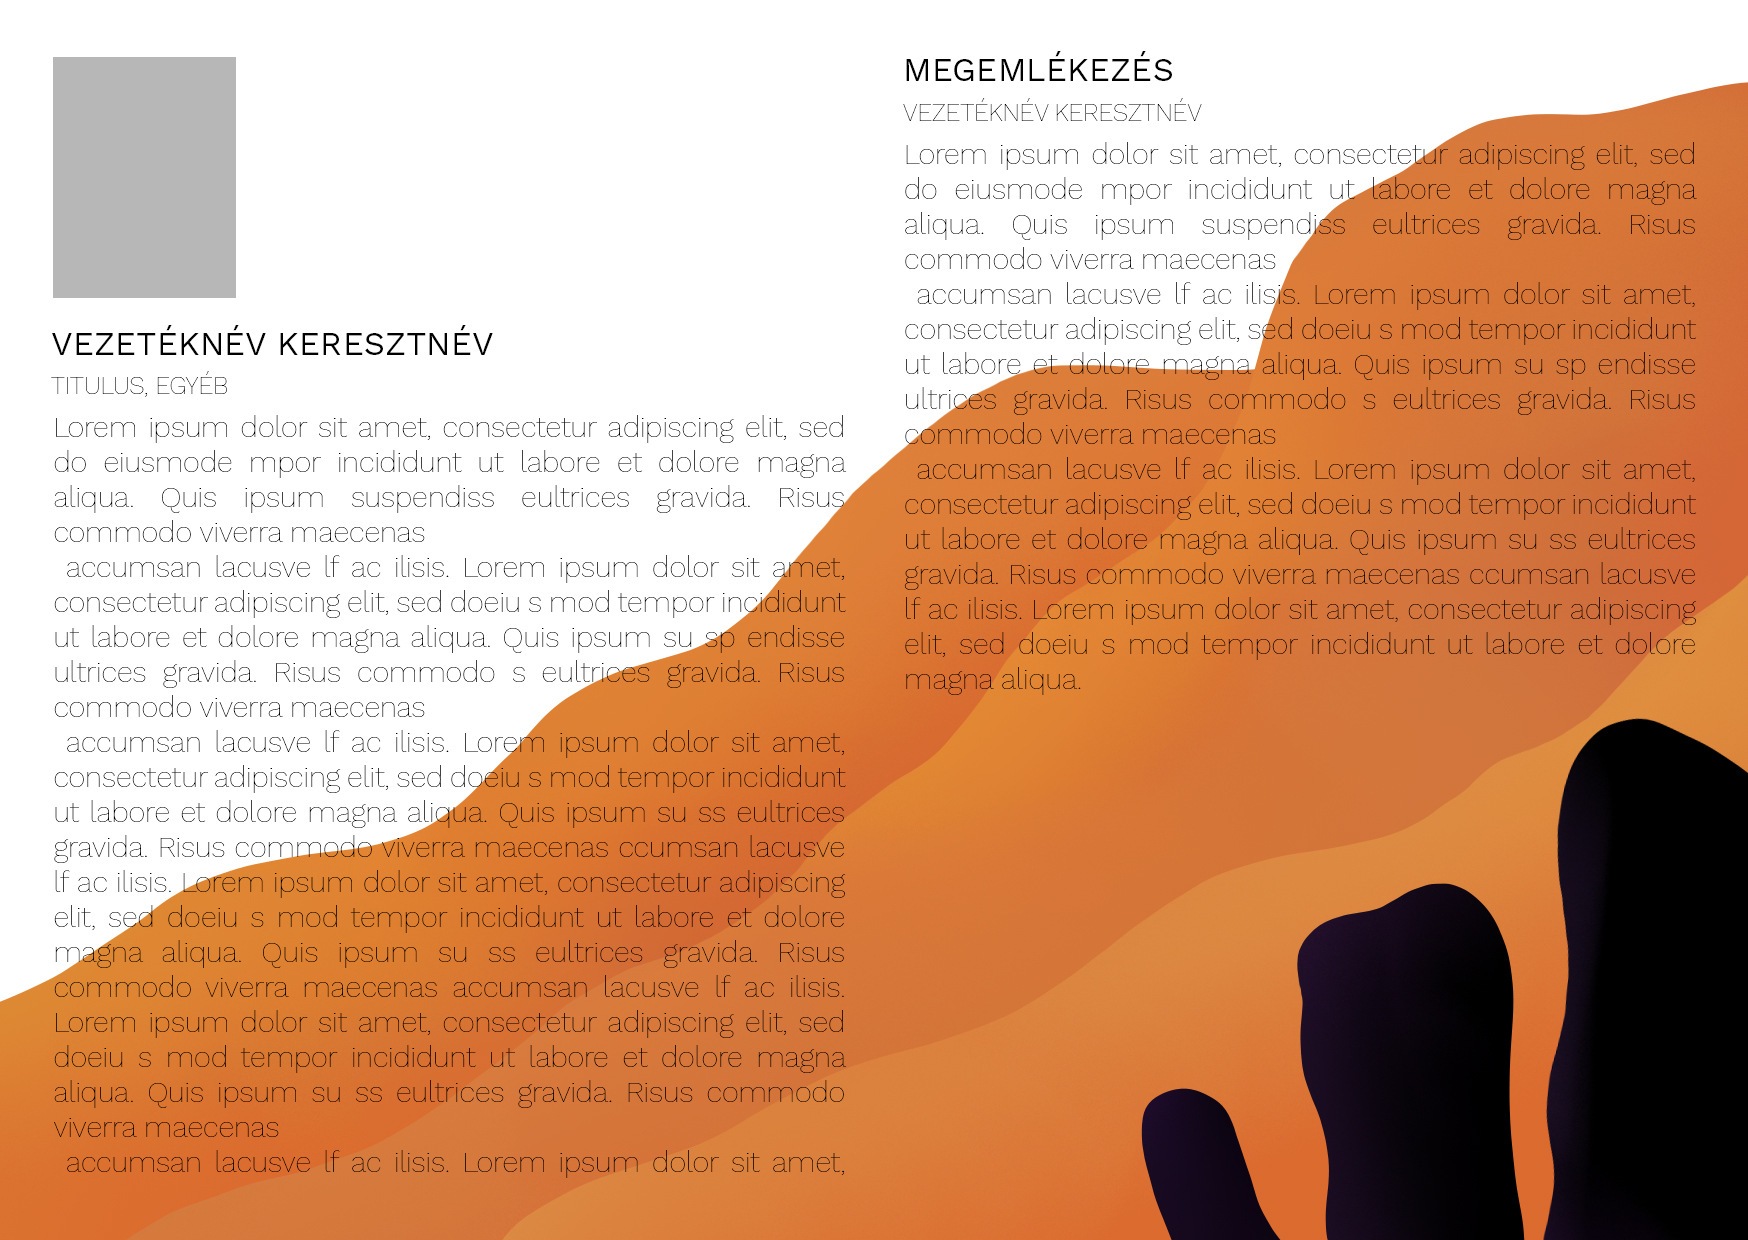 VEZETÉKNÉV KERESZTNÉV
TITULUS, EGYÉB
Lorem ipsum dolor sit amet, consectetur adipiscing elit, sed
do eiusmode mpor incididunt ut labore et dolore magna
aliqua. Quis ipsum suspendiss eultrices gravida. Risus
commodo viverra maecenas
accumsan lacusve lf ac ilisis. Lorem ipsum dolor sit amet,
consectetur adipiscing elit, sed doeiu s mod tempor incididunt
ut labore et dolore magna aliqua. Quis ipsum su sp endisse
ultrices gravida. Risus commodo s eultrices gravida. Risus
commodo viverra maecenas
accumsan lacusve lf ac ilisis. Lorem ipsum dolor sit amet,
consectetur adipiscing elit, sed doeiu s mod tempor incididunt
ut labore et dolore magna aliqua. Quis ipsum su ss eultrices
gravida. Risus commodo viverra maecenas ccumsan lacusve
lf ac ilisis. Lorem ipsum dolor sit amet, consectetur adipiscing
elit, sed doeiu s mod tempor incididunt ut labore et dolore
magna aliqua. Quis ipsum su ss eultrices gravida. Risus
commodo viverra maecenas accumsan lacusve lf ac ilisis.
Lorem ipsum dolor sit amet, consectetur adipiscing elit, sed
doeiu s mod tempor incididunt ut labore et dolore magna
aliqua. Quis ipsum su ss eultrices gravida. Risus commodo
viverra maecenas
accumsan lacusve lf ac ilisis. Lorem ipsum dolor sit amet,
MEGEMLÉKEZÉS
VEZETÉKNÉV KERESZTNÉV
Lorem ipsum dolor sit amet, consectetur adipiscing elit, sed
do eiusmode mpor incididunt ut labore et dolore magna
aliqua. Quis ipsum suspendiss eultrices gravida. Risus
commodo viverra maecenas
accumsan lacusve lf ac ilisis. Lorem ipsum dolor sit amet,
consectetur adipiscing elit, sed doeiu s mod tempor incididunt
ut labore et dolore magna aliqua. Quis ipsum su sp endisse
ultrices gravida. Risus commodo s eultrices gravida. Risus
commodo viverra maecenas
accumsan lacusve lf ac ilisis. Lorem ipsum dolor sit amet,
consectetur adipiscing elit, sed doeiu s mod tempor incididunt
ut labore et dolore magna aliqua. Quis ipsum su ss eultrices
gravida. Risus commodo viverra maecenas ccumsan lacusve
lf ac ilisis. Lorem ipsum dolor sit amet, consectetur adipiscing
elit, sed doeiu s mod tempor incididunt ut labore et dolore
magna aliqua.